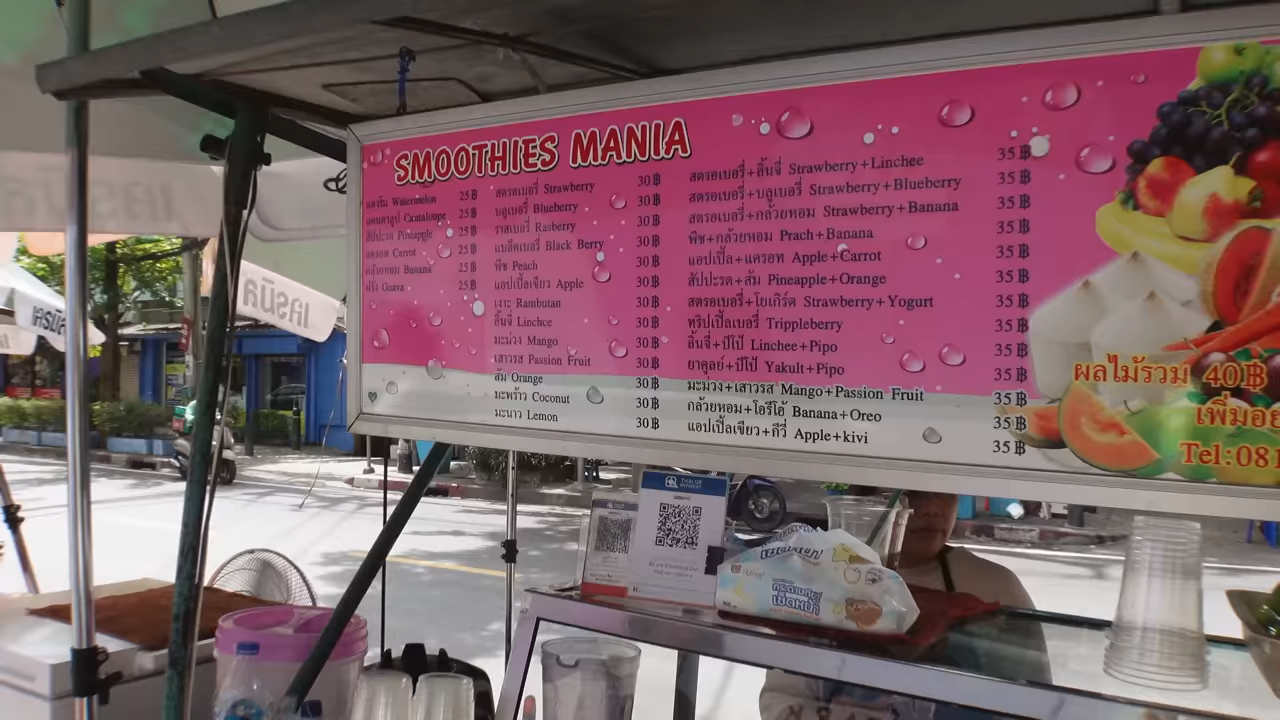 SMOOTHIES MANIA
แตงโม Watermelon 25฿
แคนตาลูป Cantaloupe 25฿
สัปปะรด Pineapple 25฿
แครอท Carrot 25฿
กล้วยหอม Banana 25฿
ฝรั่ง Guava 25฿
สตรอเบอรี่ Strawberry 30฿
บลูเบอรี่ Blueberry 30฿
ราสเบอรี่ Rasberry 30฿
แบล็คเบอรี่ Black Berry 30฿
พีช Peach 30฿
แอปเปิ้ลเขียว Apple 30฿
เงาะ Rambutan 30฿
ลิ้นจี่ Linchee 30฿
มะม่วง Mango 30฿
เสาวรส Passion Fruit 30฿
ส้ม Orange 30฿
มะพร้าว Coconut 30฿
มะนาว Lemon 30฿
สตรอเบอรี่+ลิ้นจี่ Strawberry+Linchee 35฿
สตรอเบอรี่+บลูเบอรี่ Strawberry+Blueberry 35฿
สตรอเบอรี่+กล้วยหอม Strawberry+Banana 35฿
พีช+กล้วยหอม Prach+Banana 35฿
แอปเปิ้ล+แครอท Apple+Carrot 35฿
สัปปะรด+ส้ม Pineapple+Orange 35฿
สตรอเบอรี่+โยเกิร์ต Strawberry+Yogurt 35฿
ทริปเปิ้ลเบอรี่ Trippleberry 35฿
ลิ้นจี่+ปีโป้ Linchee+Pipo 35฿
ยาคูลย์+ปีโป้ Yakult+Pipo 35฿
มะม่วง+เสาวรส Mango+Passion Fruit 35฿
กล้วยหอม+โอรีโอ้ Banana+Oreo 35฿
แอปเปิ้ลเขียว+กีวี่ Apple+kivi 35฿
ผลไม้รวม 40฿
Tel:081
THAI QR
PAYMENT
เช็ดหน้า